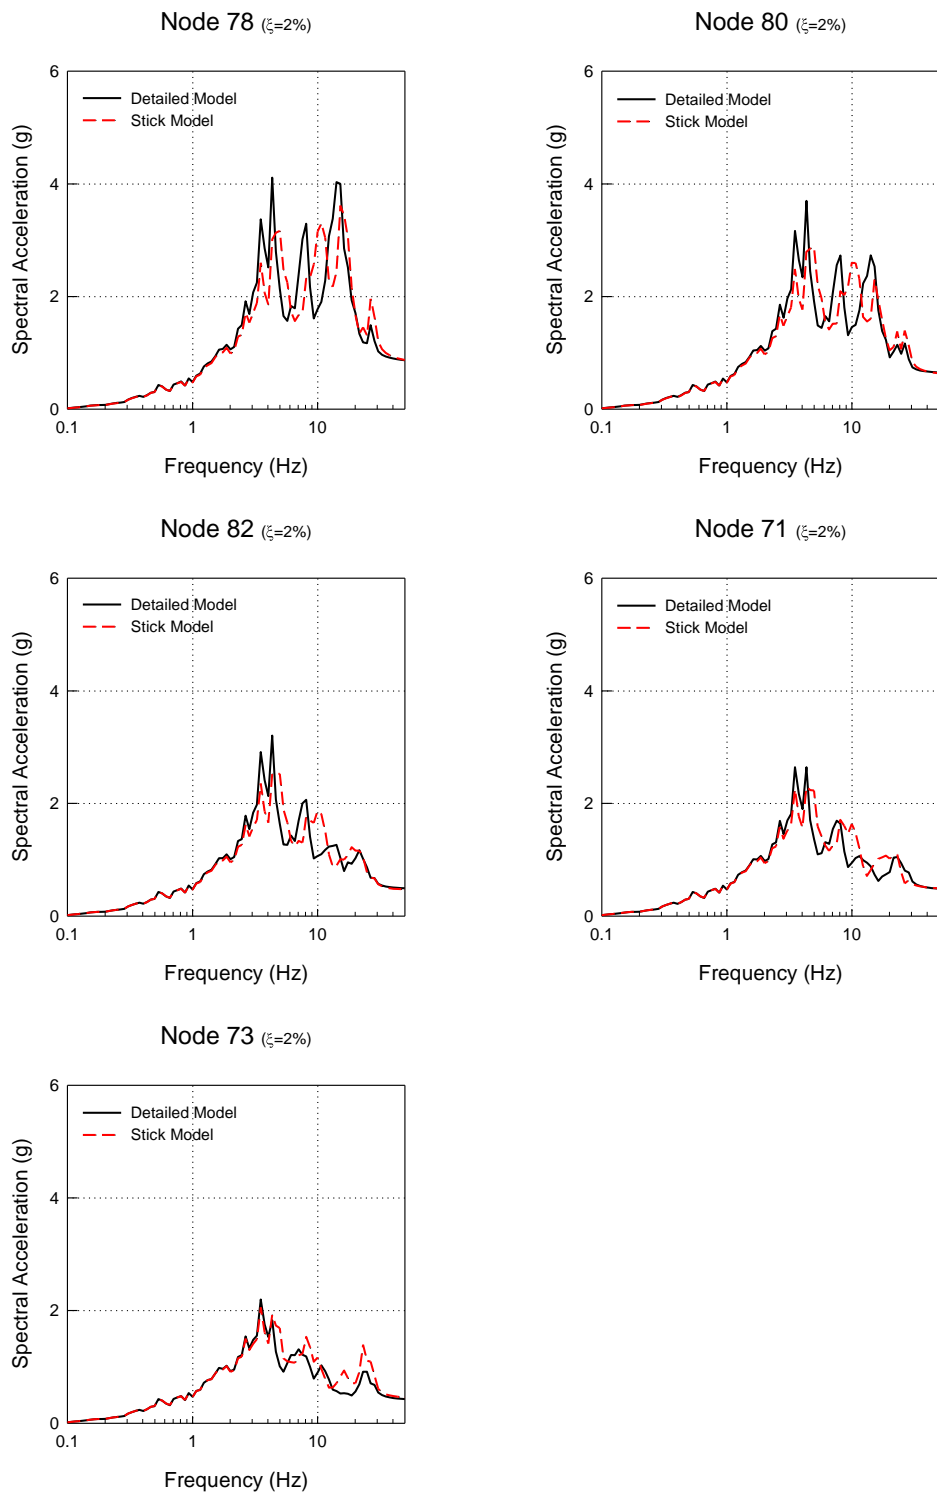 Node 78 (ξ=2%)
Spectral Acceleration (g)
6
4
2
0
Detailed Model
Stick Model
0.1
1
10
Frequency (Hz)
Node 80 (ξ=2%)
Spectral Acceleration (g)
6
4
2
0
Detailed Model
Stick Model
0.1
1
10
Frequency (Hz)
Node 82 (ξ=2%)
Spectral Acceleration (g)
6
4
2
0
Detailed Model
Stick Model
0.1
1
10
Frequency (Hz)
Node 71 (ξ=2%)
Spectral Acceleration (g)
6
4
2
0
Detailed Model
Stick Model
0.1
1
10
Frequency (Hz)
Node 73 (ξ=2%)
Spectral Acceleration (g)
6
4
2
0
Detailed Model
Stick Model
0.1
1
10
Frequency (Hz)